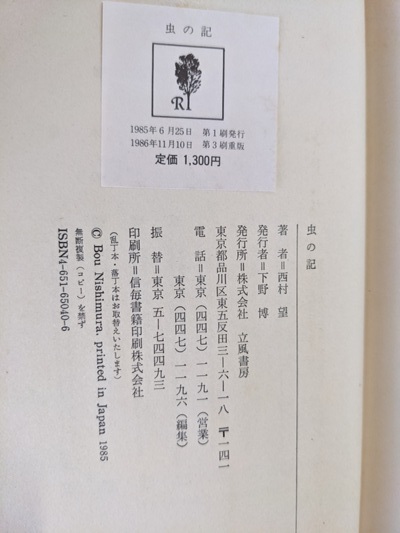 虫の記
R
1985年6月25日　第1刷発行
1986年11月10日　第3刷重版
定価 1,300円
虫の記
著　者＝西村　望
発行者＝下野　博
発行所＝株式会社　立風書房
東京都品川区東五反田三―六―一八　〒一四一
電　話＝東京（四四七）一一九一（営業）
東京（四四七）一一九六（編集）
振　替＝東京　五―七四四九三
印刷所＝信毎書籍印刷株式会社
（乱丁本・落丁本はお取替えいたします）
© Bou Nishimura. printed in Japan 1985
無断複製（コピー）を禁ず
ISBN4-651-65040-6